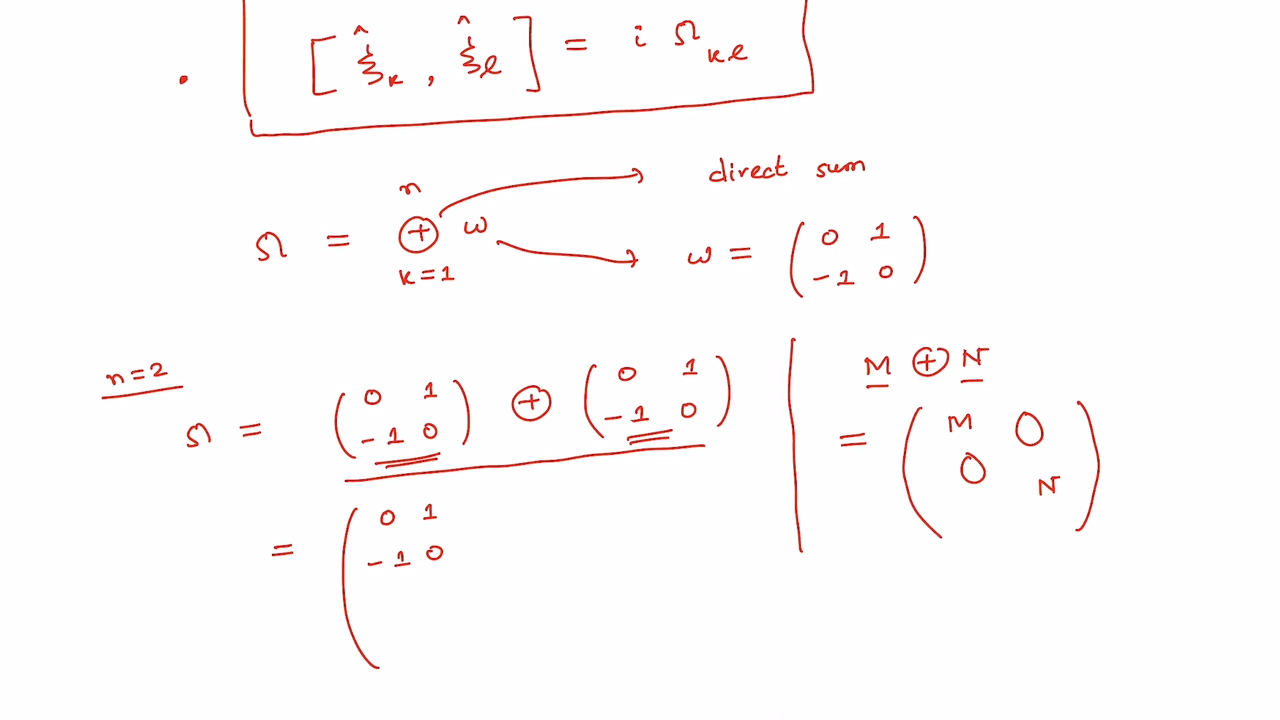 [ ξ̂_k , ξ̂_l ] = i Ω_kl
n direct sum
Ω = ⊕ ω
k=1
ω = ( 0 1
-1 0 )
n=2
Ω = ( 0 1 ⊕ ( 0 1
-1 0 ) -1 0 )
M ⊕ N
= ( M 0
0 N )
= ( 0 1
-1 0